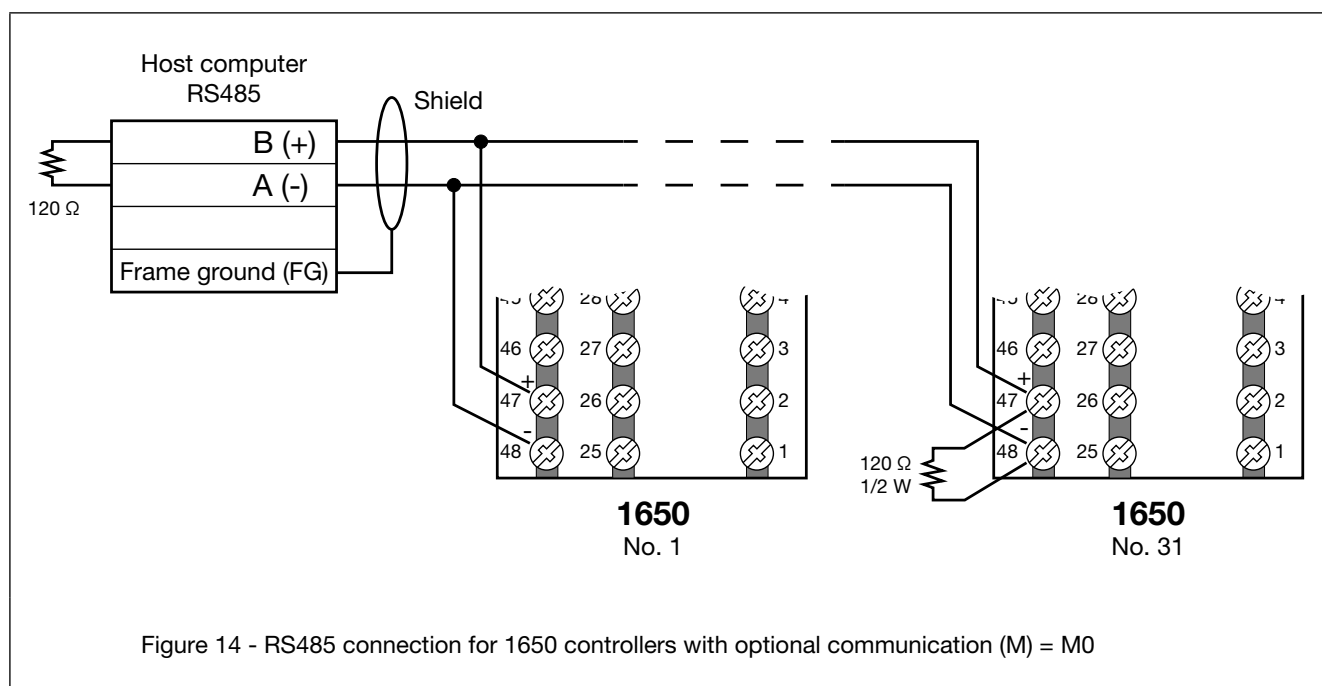 Host computer
RS485
Shield
B (+)
A (-)
120 Ω
Frame ground (FG)
28
4
28
4
46
27
3
46
27
3
+
+
47
26
2
47
26
2
-
-
48
25
1
48
25
1
120 Ω
1/2 W
1650
No. 1
1650
No. 31
Figure 14 - RS485 connection for 1650 controllers with optional communication (M) = M0